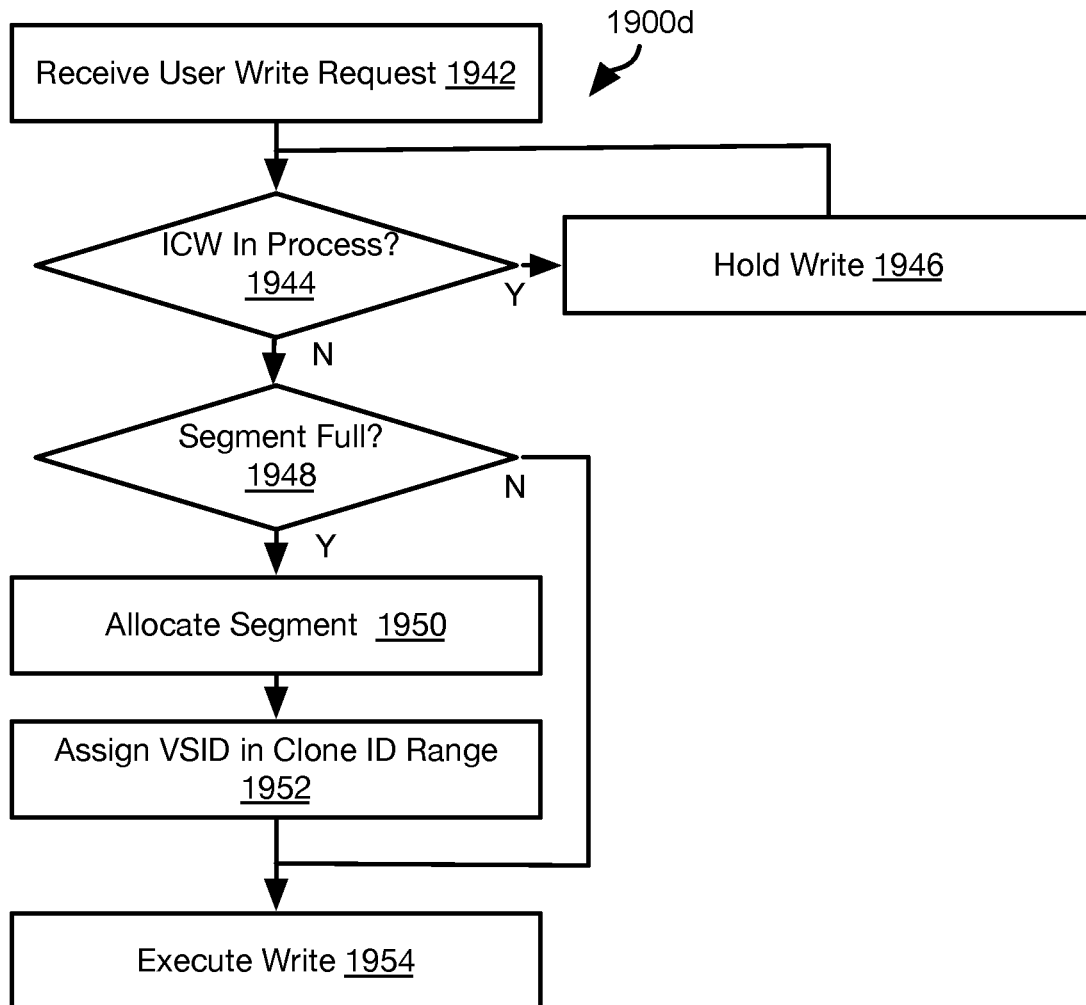 1900d
Receive User Write Request 1942
ICW In Process?
1944
Y
Hold Write 1946
N
Segment Full?
1948
N
Y
Allocate Segment 1950
Assign VSID in Clone ID Range
1952
Execute Write 1954